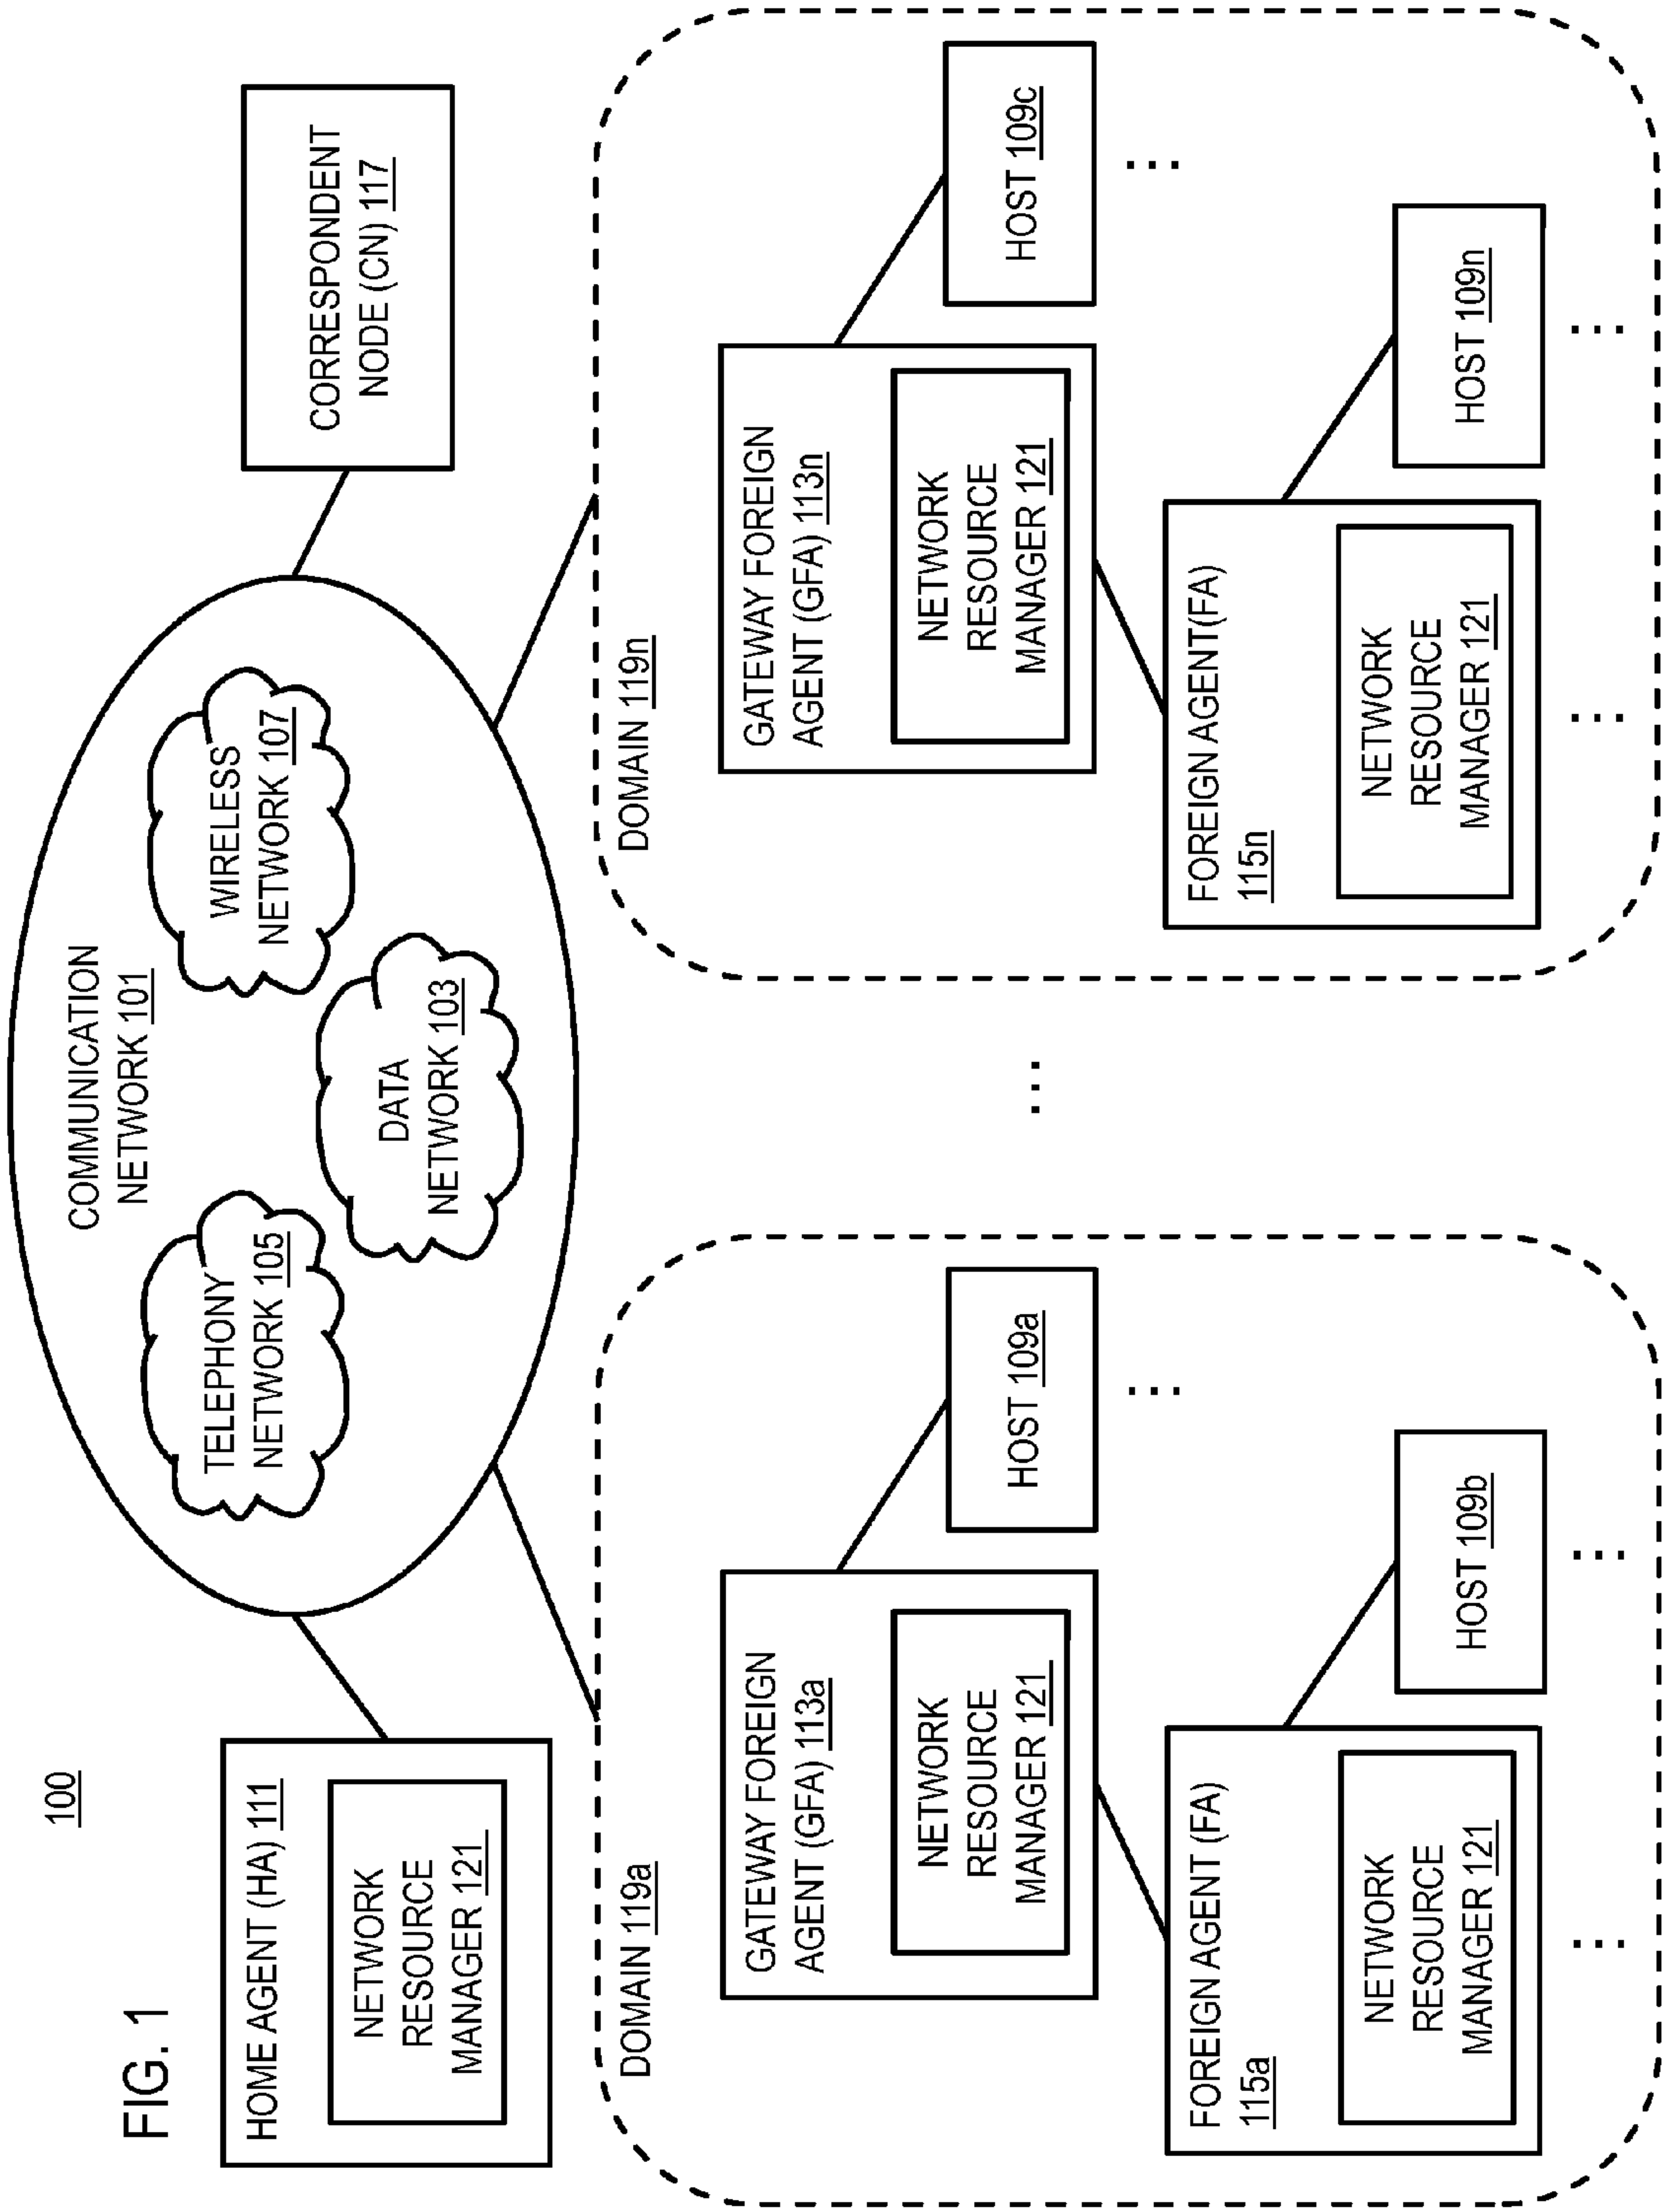 FIG. 1
100
COMMUNICATION
NETWORK 101
TELEPHONY
NETWORK 105
WIRELESS
NETWORK 107
DATA
NETWORK 103
HOME AGENT (HA) 111
NETWORK
RESOURCE
MANAGER 121
CORRESPONDENT
NODE (CN) 117
DOMAIN 119a
GATEWAY FOREIGN
AGENT (GFA) 113a
NETWORK
RESOURCE
MANAGER 121
HOST 109a
...
FOREIGN AGENT (FA)
115a
NETWORK
RESOURCE
MANAGER 121
HOST 109b
...
...
...
DOMAIN 119n
GATEWAY FOREIGN
AGENT (GFA) 113n
NETWORK
RESOURCE
MANAGER 121
HOST 109c
...
FOREIGN AGENT(FA)
115n
NETWORK
RESOURCE
MANAGER 121
HOST 109n
...
...